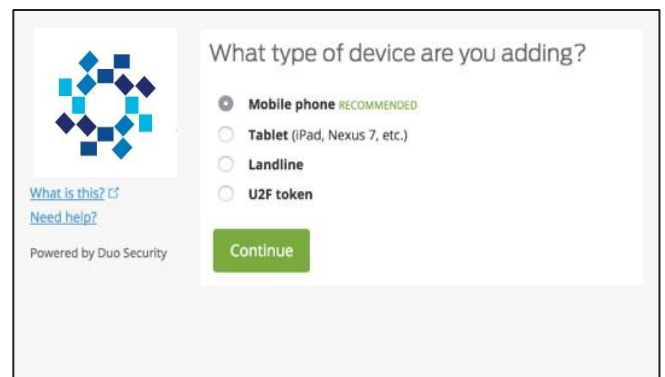 What type of device are you adding?
Mobile phone RECOMMENDED
Tablet (iPad, Nexus 7, etc.)
Landline
U2F token
Continue
What is this?
Need help?
Powered by Duo Security